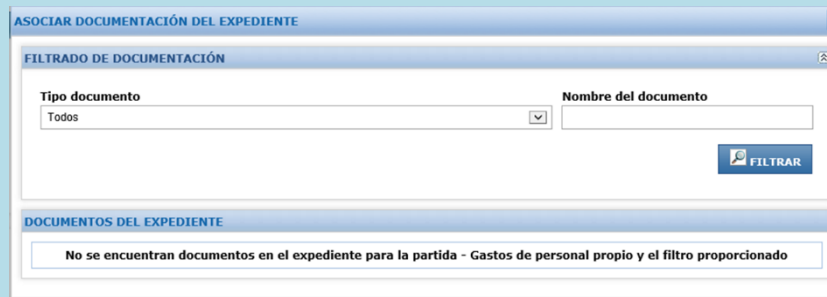 ASOCIAR DOCUMENTACIÓN DEL EXPEDIENTE
FILTRADO DE DOCUMENTACIÓN
Tipo documento
Nombre del documento
Todos
FILTRAR
DOCUMENTOS DEL EXPEDIENTE
No se encuentran documentos en el expediente para la partida - Gastos de personal propio y el filtro proporcionado